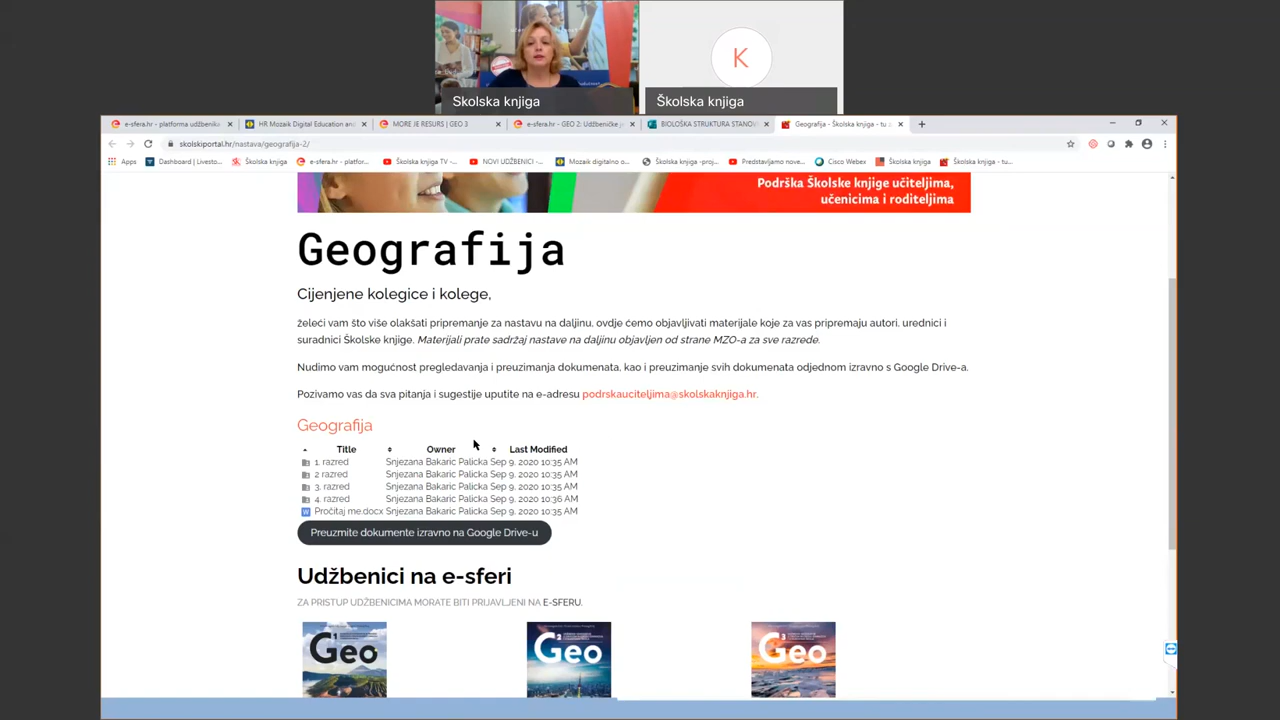 Skolska knjiga
K
Školska knjiga
e-sfera.hr - platforma udžbenika
HR Mozaik Digital Education an
MORE JE RESURS | GEO 3
e-sfera.hr - GEO 2: Udžbeničke je
BIOLOŠKA STRUKTURA STANOV
Geografija - Školska knjiga - tu z
skolskiportal.hr/nastava/geografija-2/
Apps
Dashboard | Livesto...
Školska knjiga
e-sfera.hr - platfor...
Školska knjiga TV -...
NOVI UDŽBENICI -...
Mozaik digitalno o...
Školska knjiga -proj...
Predstavljamo nove...
Cisco Webex
Školska knjiga
Školska knjiga - tu...
Podrška Školske knjige učiteljima,
učenicima i roditeljima
Geografija
Cijenjene kolegice i kolege,
želeći vam što više olakšati pripremanje za nastavu na daljinu, ovdje ćemo objavljivati materijale koje za vas pripremaju autori, urednici i
suradnici Školske knjige. Materijali prate sadržaj nastave na daljinu objavljen od strane MZO-a za sve razrede.
Nudimo vam mogućnost pregledavanja i preuzimanja dokumenata, kao i preuzimanje svih dokumenata odjednom izravno s Google Drive-a.
Pozivamo vas da sva pitanja i sugestije uputite na e-adresu podrskauciteljima@skolskaknjiga.hr.
Geografija
Title Owner Last Modified
1. razred Snjezana Bakaric Palicka Sep 9, 2020 10:35 AM
2 razred Snjezana Bakaric Palicka Sep 9, 2020 10:35 AM
3. razred Snjezana Bakaric Palicka Sep 9, 2020 10:35 AM
4. razred Snjezana Bakaric Palicka Sep 9, 2020 10:36 AM
Pročitaj me.docx Snjezana Bakaric Palicka Sep 9, 2020 10:35 AM
Preuzmite dokumente izravno na Google Drive-u
Udžbenici na e-sferi
ZA PRISTUP UDŽBENICIMA MORATE BITI PRIJAVLJENI NA E-SFERU.
Geo 1
Geo 2
Geo 3